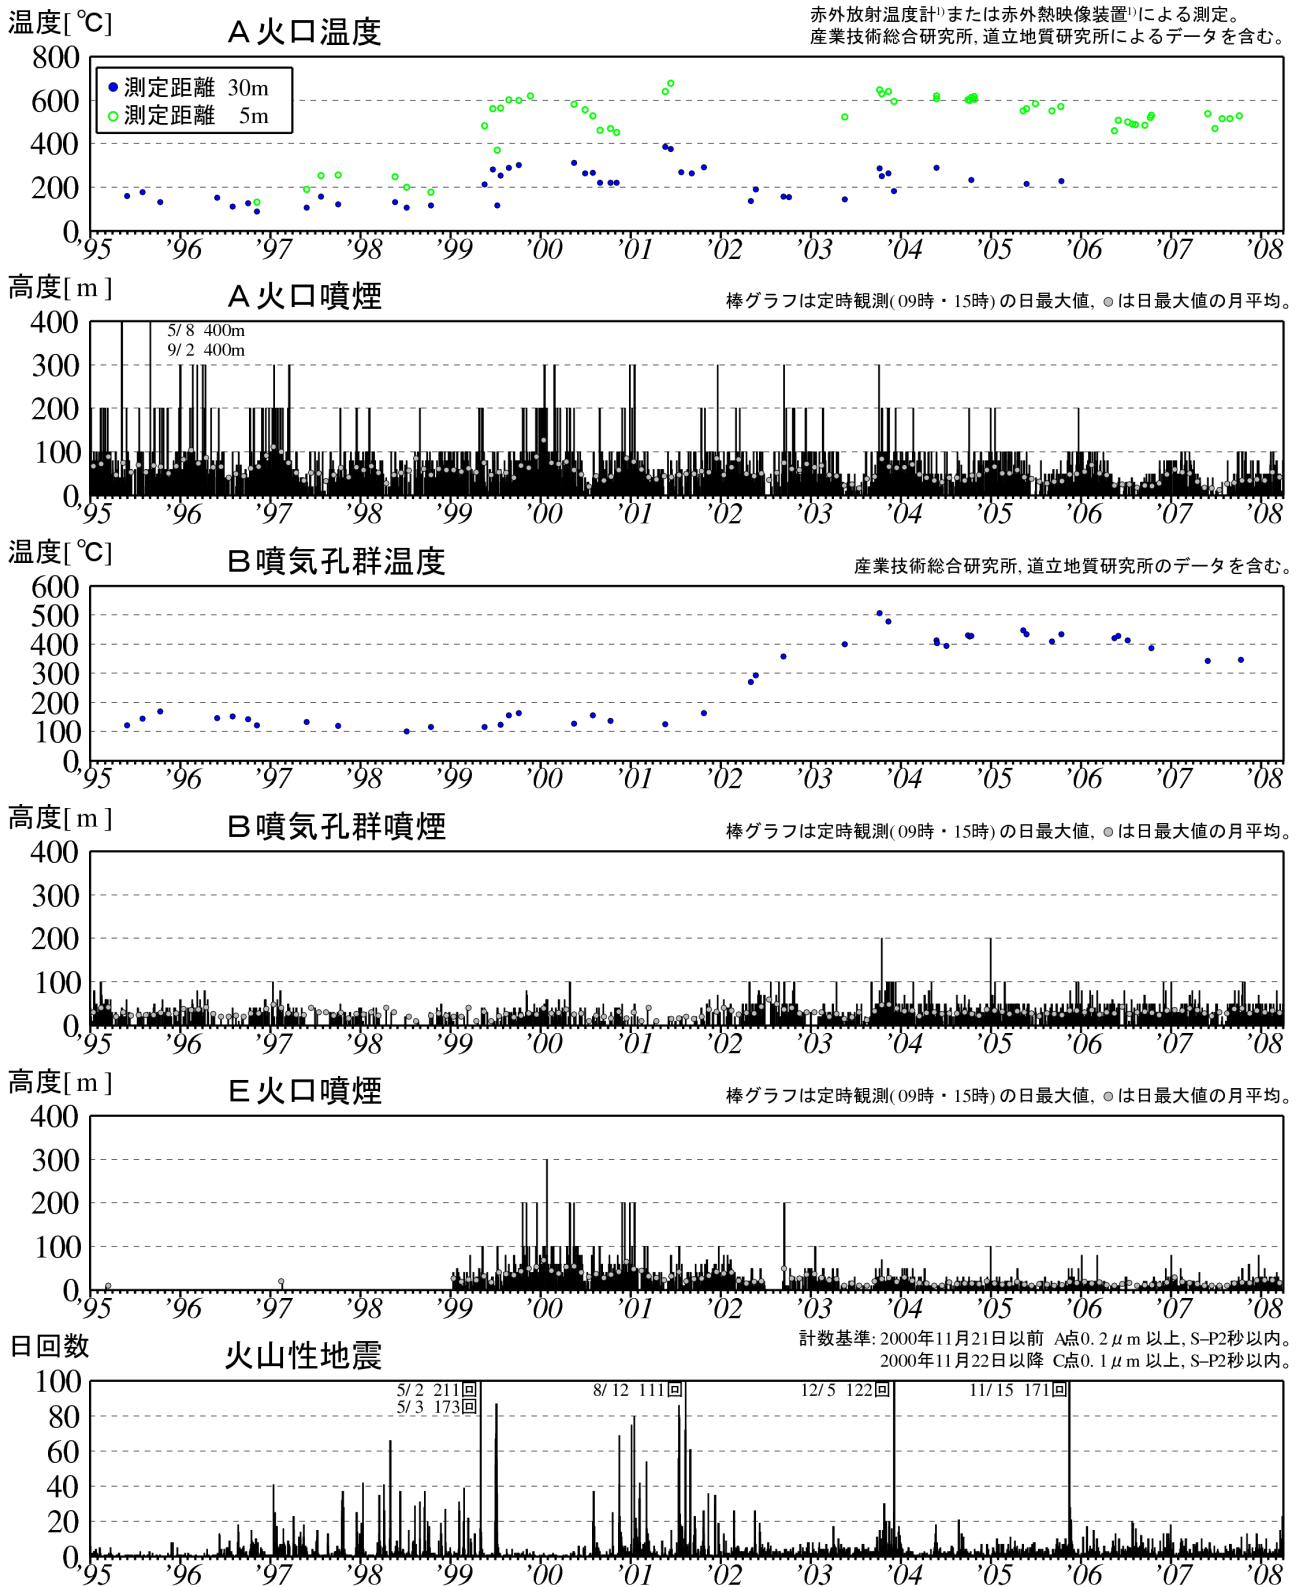 温度[℃]
A火口温度
赤外放射温度計1)または赤外熱映像装置1)による測定。
産業技術総合研究所, 道立地質研究所によるデータを含む。
800
600
400
200
0
測定距離 30m
測定距離 5m
'95 '96 '97 '98 '99 '00 '01 '02 '03 '04 '05 '06 '07 '08
高度[m]
A火口噴煙
棒グラフは定時観測(09時・15時)の日最大値, ●は日最大値の月平均。
400
300
200
100
0
5/8 400m
9/2 400m
'95 '96 '97 '98 '99 '00 '01 '02 '03 '04 '05 '06 '07 '08
温度[℃]
B噴気孔群温度
産業技術総合研究所, 道立地質研究所のデータを含む。
600
500
400
300
200
100
0
'95 '96 '97 '98 '99 '00 '01 '02 '03 '04 '05 '06 '07 '08
高度[m]
B噴気孔群噴煙
棒グラフは定時観測(09時・15時)の日最大値, ●は日最大値の月平均。
400
300
200
100
0
'95 '96 '97 '98 '99 '00 '01 '02 '03 '04 '05 '06 '07 '08
高度[m]
E火口噴煙
棒グラフは定時観測(09時・15時)の日最大値, ●は日最大値の月平均。
400
300
200
100
0
'95 '96 '97 '98 '99 '00 '01 '02 '03 '04 '05 '06 '07 '08
日回数
火山性地震
計数基準: 2000年11月21日以前 A点0.2μm以上, S–P2秒以内。
2000年11月22日以降 C点0.1μm以上, S–P2秒以内。
100
80
60
40
20
0
5/2 211回
5/3 173回
8/12 111回
12/5 122回
11/15 171回
'95 '96 '97 '98 '99 '00 '01 '02 '03 '04 '05 '06 '07 '08